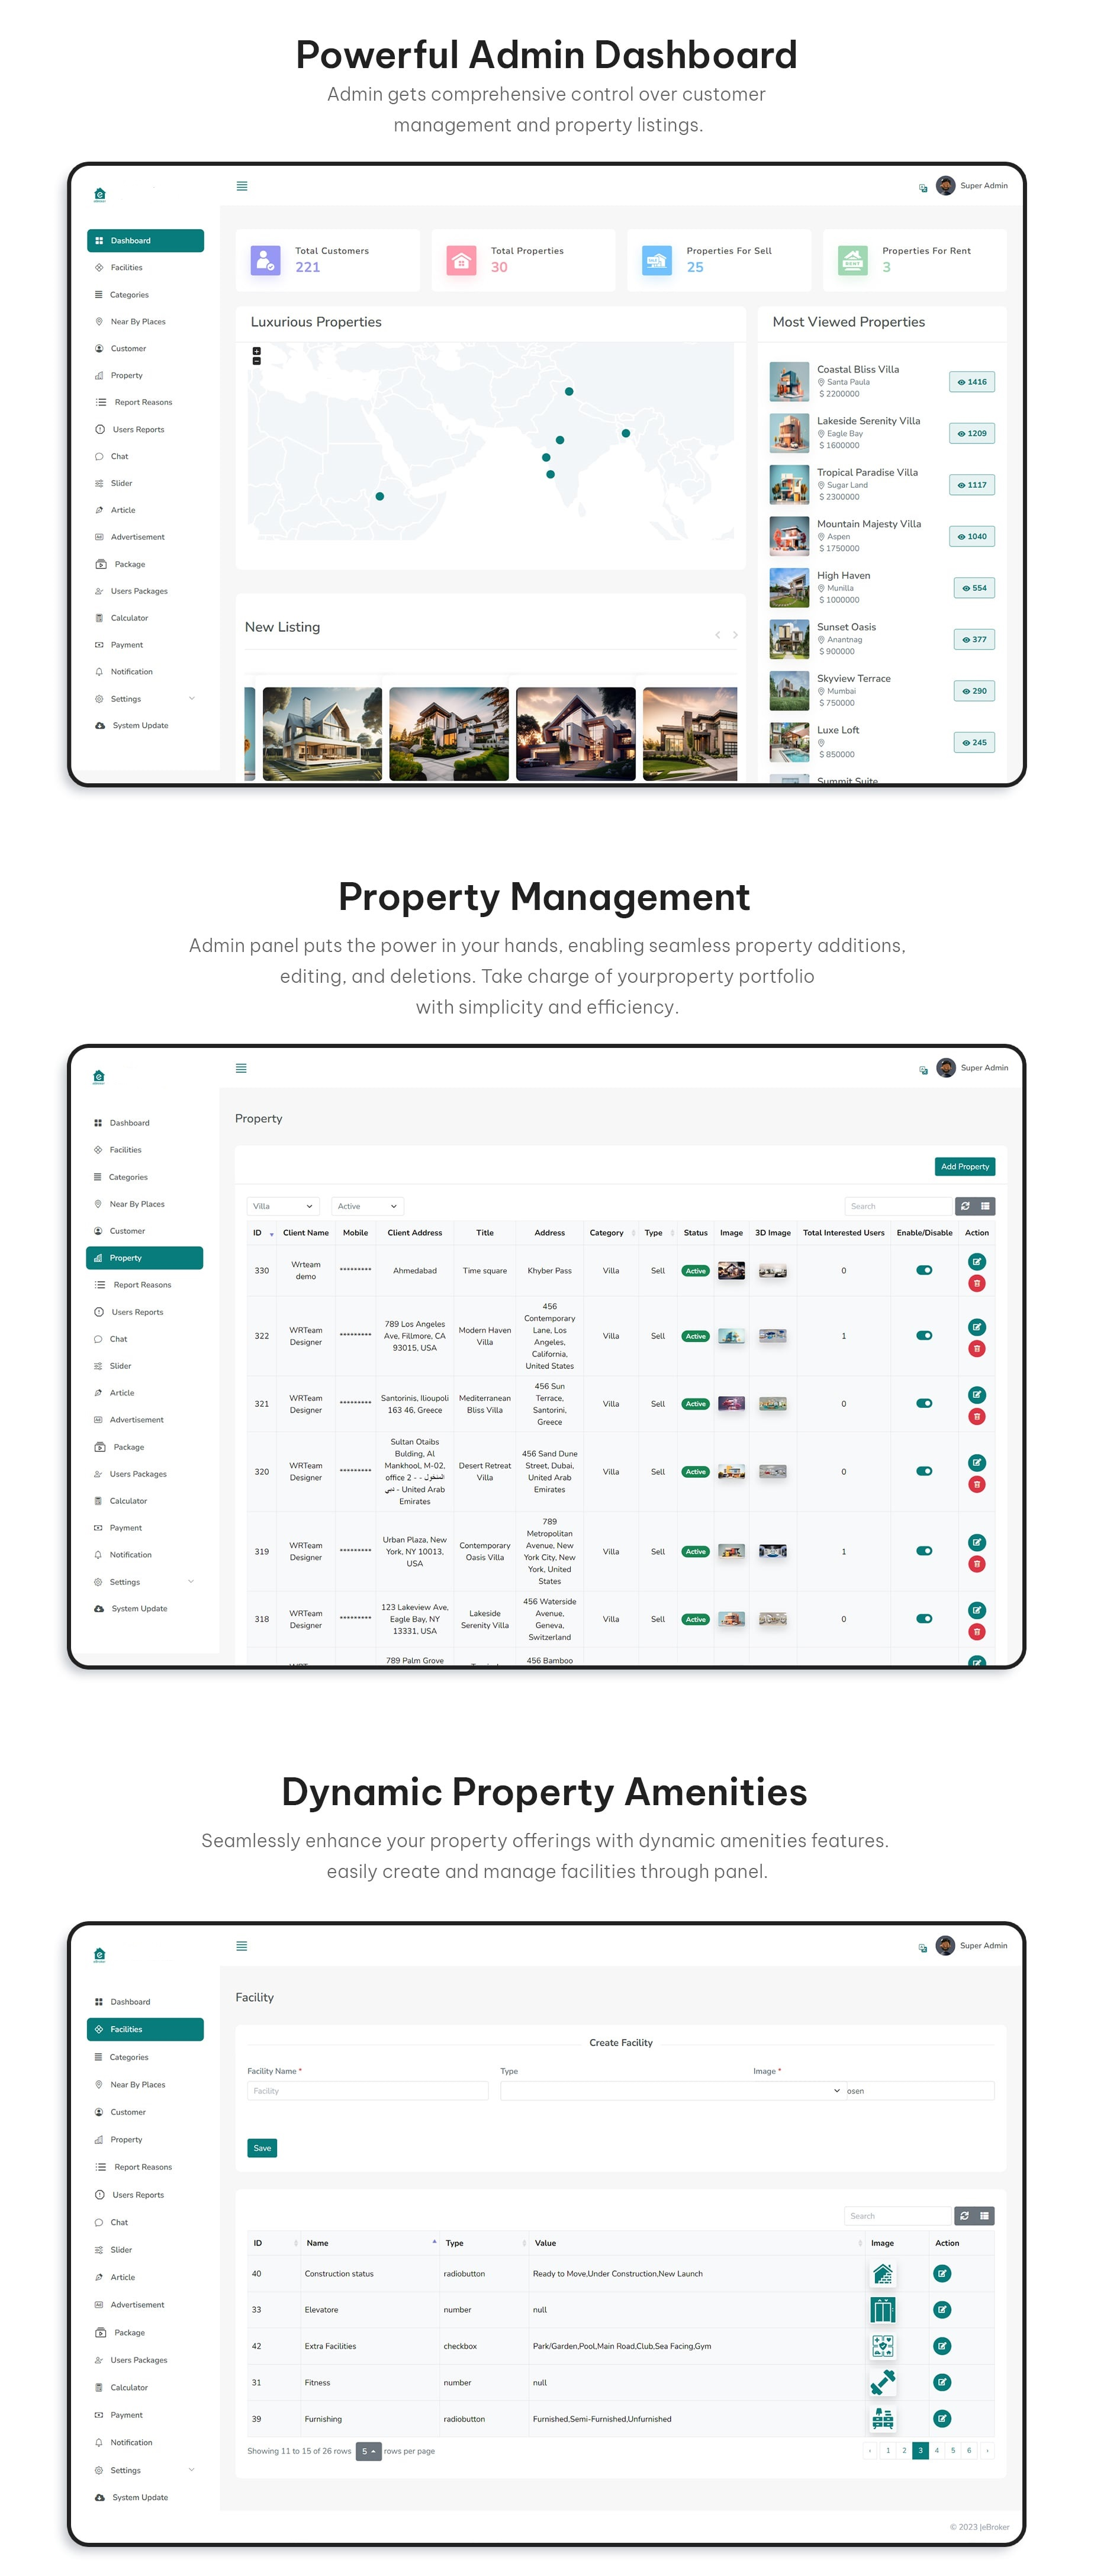 Powerful Admin Dashboard
Admin gets comprehensive control over customer
management and property listings.
Super Admin
Dashboard
Facilities
Categories
Near By Places
Customer
Property
Report Reasons
Users Reports
Chat
Slider
Article
Advertisement
Package
Users Packages
Calculator
Payment
Notification
Settings
System Update
Total Customers
221
Total Properties
30
Properties For Sell
25
Properties For Rent
3
Luxurious Properties
+
−
New Listing
Most Viewed Properties
Coastal Bliss Villa
Santa Paula
$ 2200000
1416
Lakeside Serenity Villa
Eagle Bay
$ 1600000
1209
Tropical Paradise Villa
Sugar Land
$ 2300000
1117
Mountain Majesty Villa
Aspen
$ 1750000
1040
High Haven
Munilla
$ 1000000
554
Sunset Oasis
Anantnag
$ 900000
377
Skyview Terrace
Mumbai
$ 750000
290
Luxe Loft
$ 850000
245
Summit Suite
Property Management
Admin panel puts the power in your hands, enabling seamless property additions,
editing, and deletions. Take charge of yourproperty portfolio
with simplicity and efficiency.
Super Admin
Dashboard
Facilities
Categories
Near By Places
Customer
Property
Report Reasons
Users Reports
Chat
Slider
Article
Advertisement
Package
Users Packages
Calculator
Payment
Notification
Settings
System Update
Property
Add Property
Villa
Active
Search
ID Client Name Mobile Client Address Title Address Category Type Status Image 3D Image Total Interested Users Enable/Disable Action
330 Wrteam demo ********* Ahmedabad Time square Khyber Pass Villa Sell Active 0
322 WRTeam Designer ********* 789 Los Angeles Ave, Fillmore, CA 93015, USA Modern Haven Villa 456 Contemporary Lane, Los Angeles, California, United States Villa Sell Active 1
321 WRTeam Designer ********* Santorinis, Ilioupoli 163 46, Greece Mediterranean Bliss Villa 456 Sun Terrace, Santorini, Greece Villa Sell Active 0
320 WRTeam Designer ********* Sultan Otaibs Bulding, Al Mankhool, M-02, office 2 - المنخول - دبي - United Arab Emirates Desert Retreat Villa 456 Sand Dune Street, Dubai, United Arab Emirates Villa Sell Active 0
319 WRTeam Designer ********* Urban Plaza, New York, NY 10013, USA Contemporary Oasis Villa 789 Metropolitan Avenue, New York City, New York, United States Villa Sell Active 1
318 WRTeam Designer ********* 123 Lakeview Ave, Eagle Bay, NY 13331, USA Lakeside Serenity Villa 456 Waterside Avenue, Geneva, Switzerland Villa Sell Active 0
789 Palm Grove 456 Bamboo
Dynamic Property Amenities
Seamlessly enhance your property offerings with dynamic amenities features.
easily create and manage facilities through panel.
Super Admin
Dashboard
Facilities
Categories
Near By Places
Customer
Property
Report Reasons
Users Reports
Chat
Slider
Article
Advertisement
Package
Users Packages
Calculator
Payment
Notification
Settings
System Update
Facility
Create Facility
Facility Name * Type Image *
Facility osen
Save
Search
ID Name Type Value Image Action
40 Construction status radiobutton Ready to Move,Under Construction,New Launch
33 Elevatore number null
42 Extra Facilities checkbox Park/Garden,Pool,Main Road,Club,Sea Facing,Gym
31 Fitness number null
39 Furnishing radiobutton Furnished,Semi-Furnished,Unfurnished
Showing 11 to 15 of 26 rows 5 rows per page ‹ 1 2 3 4 5 6 ›
© 2023 |eBroker